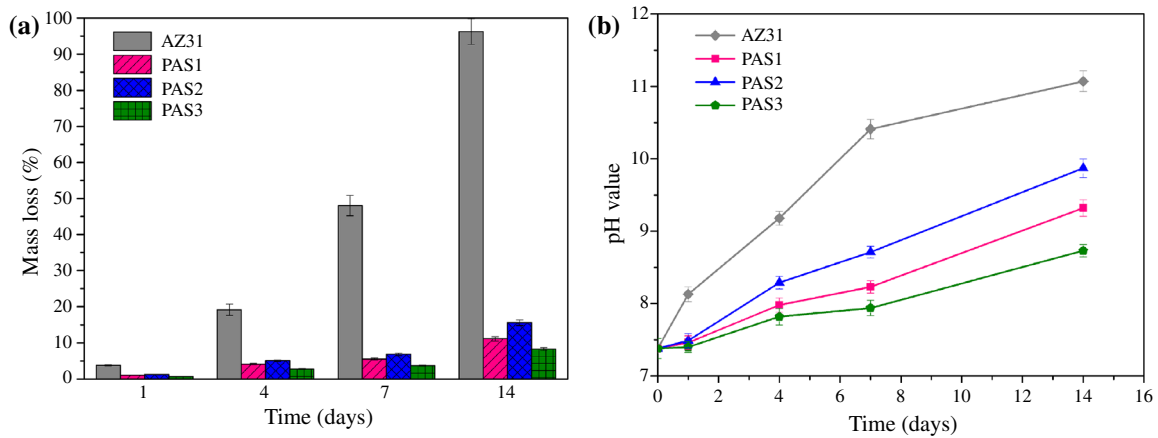 (a)
100
90
80
70
60
50
40
30
20
10
0
Mass loss (%)
AZ31
PAS1
PAS2
PAS3
1 4 7 14
Time (days)
(b)
12
11
10
9
8
7
pH value
AZ31
PAS1
PAS2
PAS3
0 2 4 6 8 10 12 14 16
Time (days)